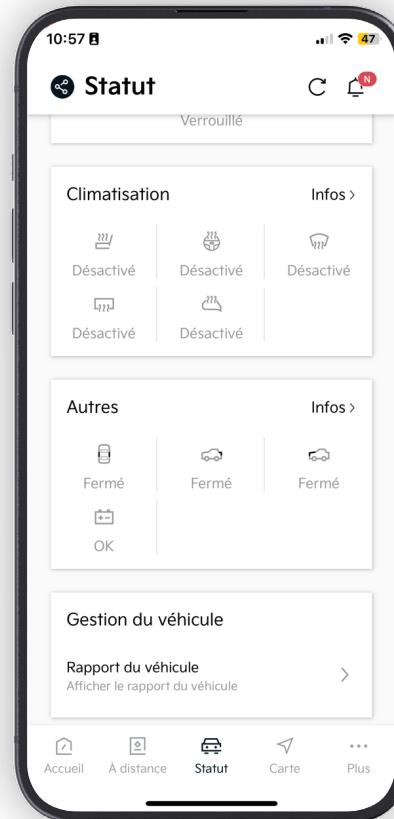 10:57
47
Statut
N
Verrouillé
Climatisation
Infos >
Désactivé
Désactivé
Désactivé
Désactivé
Désactivé
Autres
Infos >
Fermé
Fermé
Fermé
OK
Gestion du véhicule
Rapport du véhicule
Afficher le rapport du véhicule
Accueil
À distance
Statut
Carte
Plus